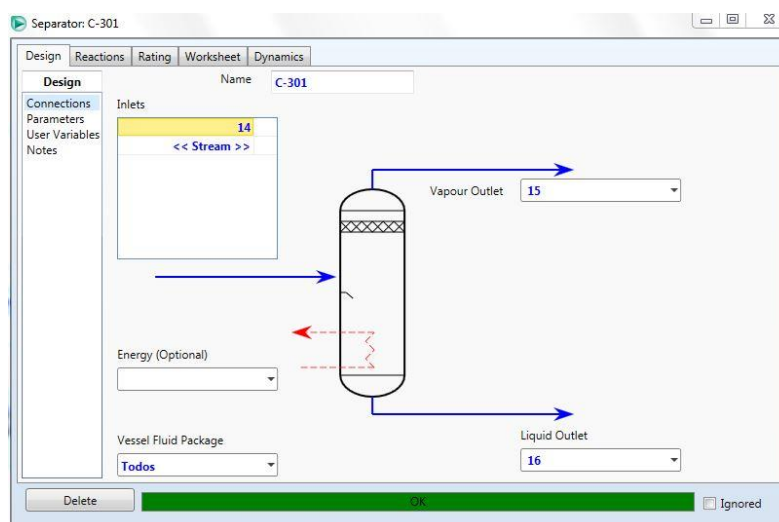 Separator: C-301
Design Reactions Rating Worksheet Dynamics
Design
Connections
Parameters
User Variables
Notes
Name C-301
Inlets
14
<< Stream >>
Vapour Outlet 15
Energy (Optional)
Vessel Fluid Package
Todos
Liquid Outlet
16
Delete OK Ignored